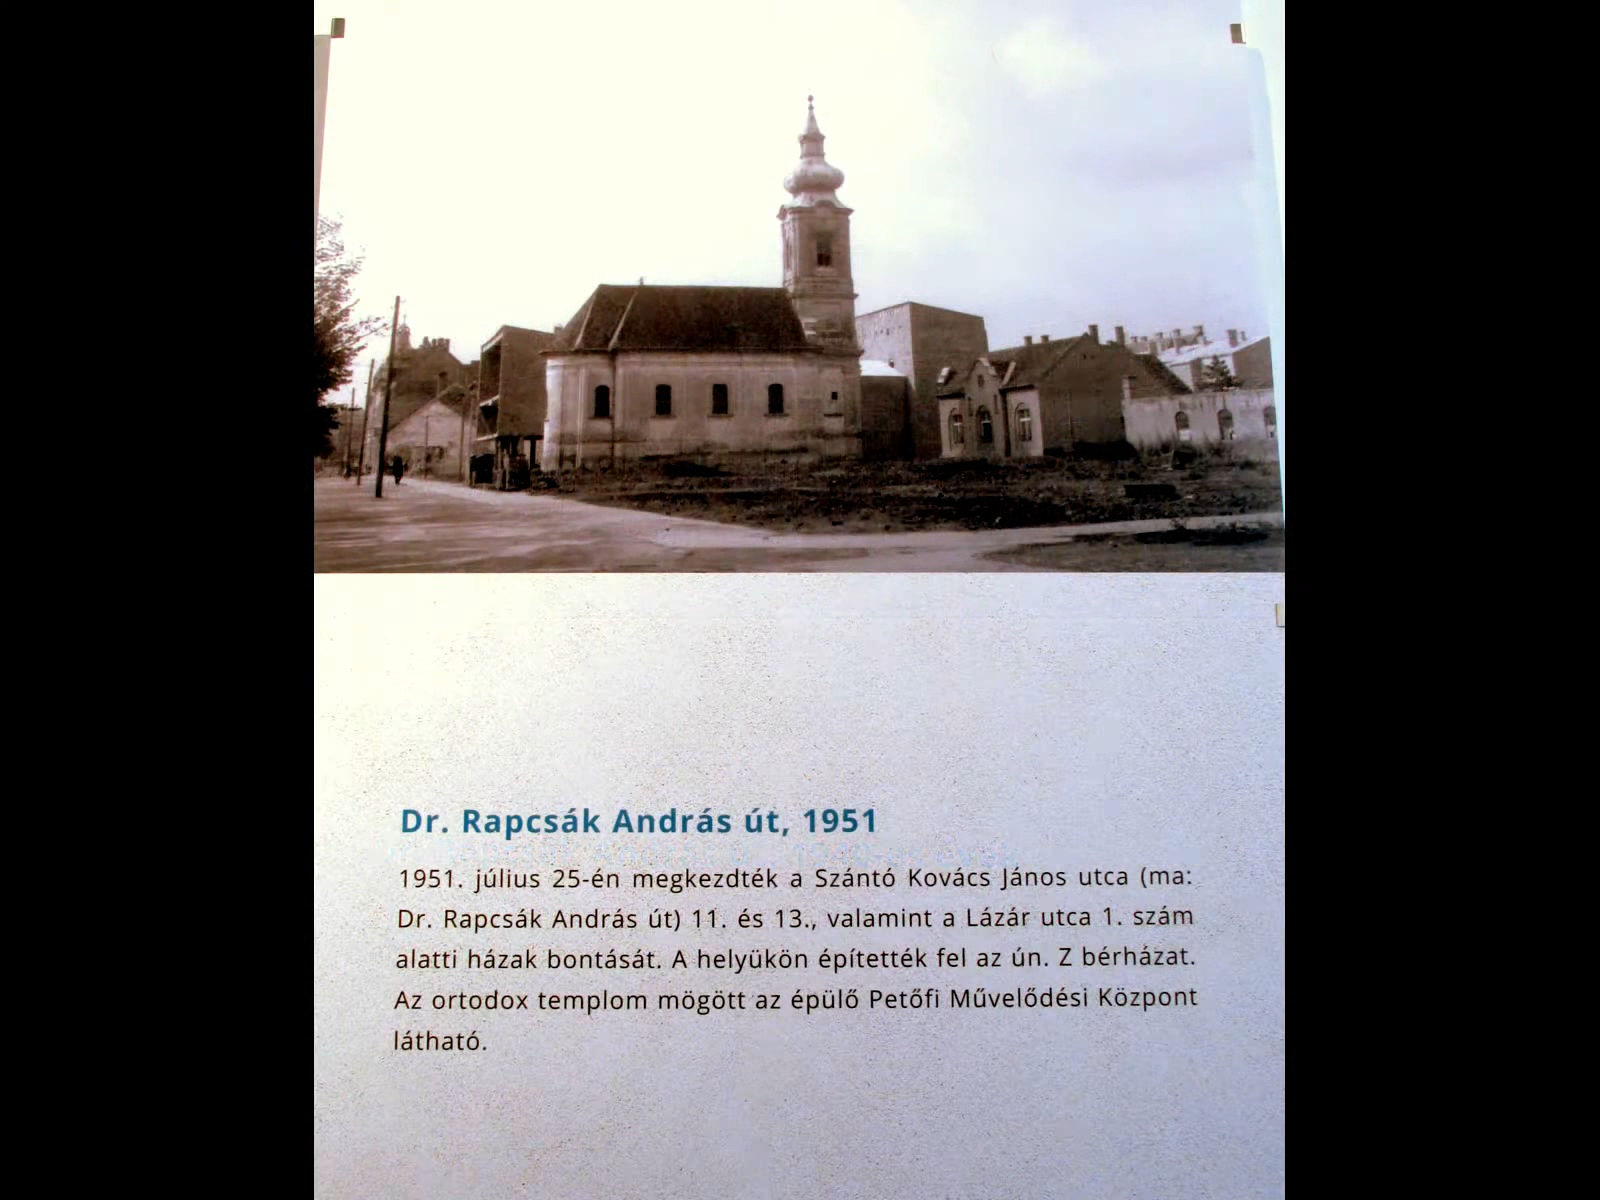 Dr. Rapcsák András út, 1951
1951. július 25-én megkezdték a Szántó Kovács János utca (ma:
Dr. Rapcsák András út) 11. és 13., valamint a Lázár utca 1. szám
alatti házak bontását. A helyükön építették fel az ún. Z bérházat.
Az ortodox templom mögött az épülő Petőfi Művelődési Központ
látható.